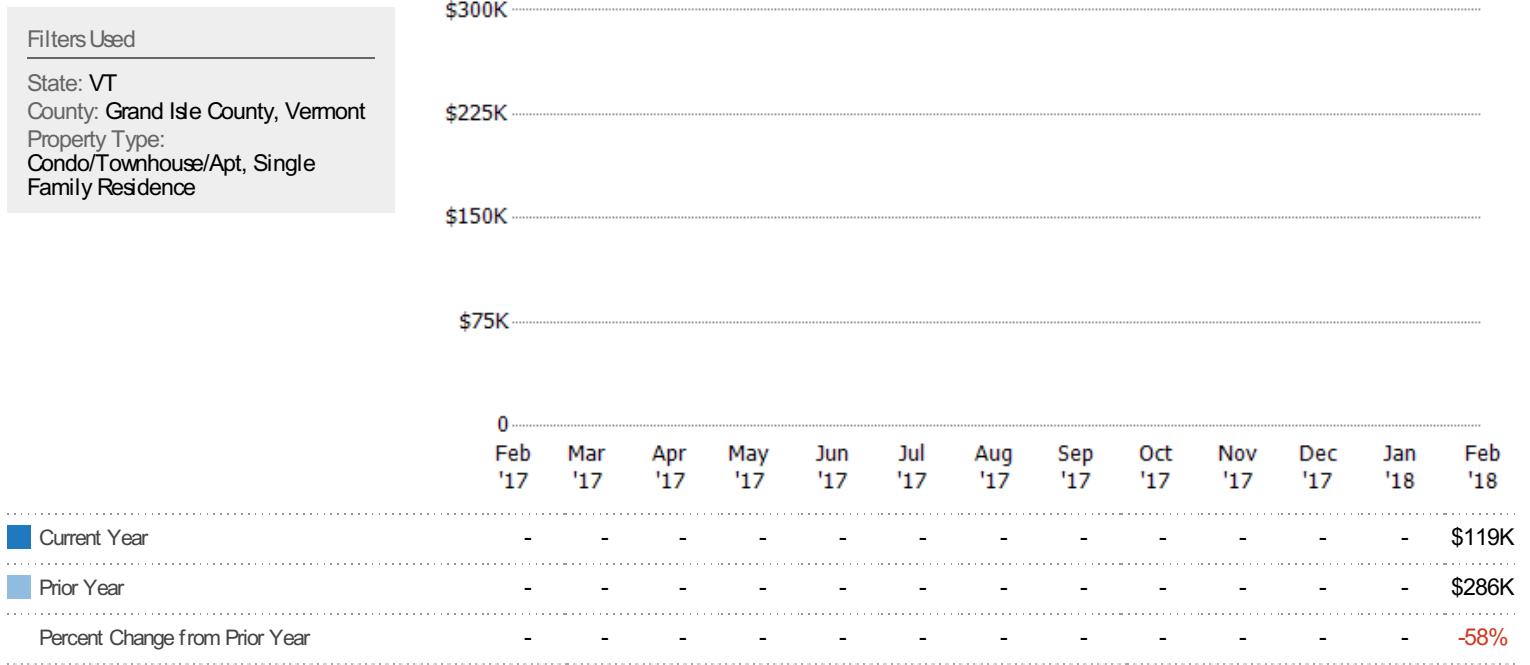 Filters Used
State: VT
County: Grand Isle County, Vermont
Property Type:
Condo/Townhouse/Apt, Single
Family Residence
$300K
$225K
$150K
$75K
0
Feb Mar Apr May Jun Jul Aug Sep Oct Nov Dec Jan Feb
'17 '17 '17 '17 '17 '17 '17 '17 '17 '17 '17 '18 '18
Current Year - - - - - - - - - - - - $119K
Prior Year - - - - - - - - - - - - $286K
Percent Change from Prior Year - - - - - - - - - - - - -58%